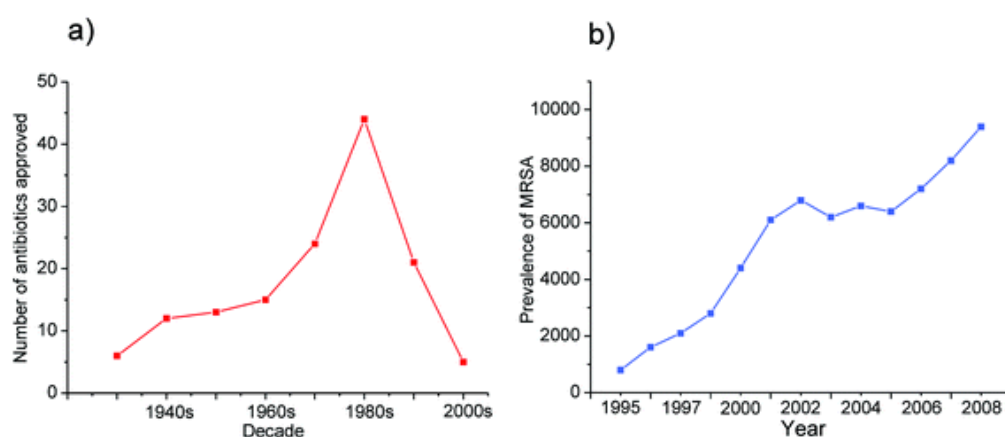 a)
Number of antibiotics approved
50
40
30
20
10
0
1940s 1960s 1980s 2000s
Decade
b)
Prevalence of MRSA
10000
8000
6000
4000
2000
0
1995 1997 2000 2002 2004 2006 2008
Year